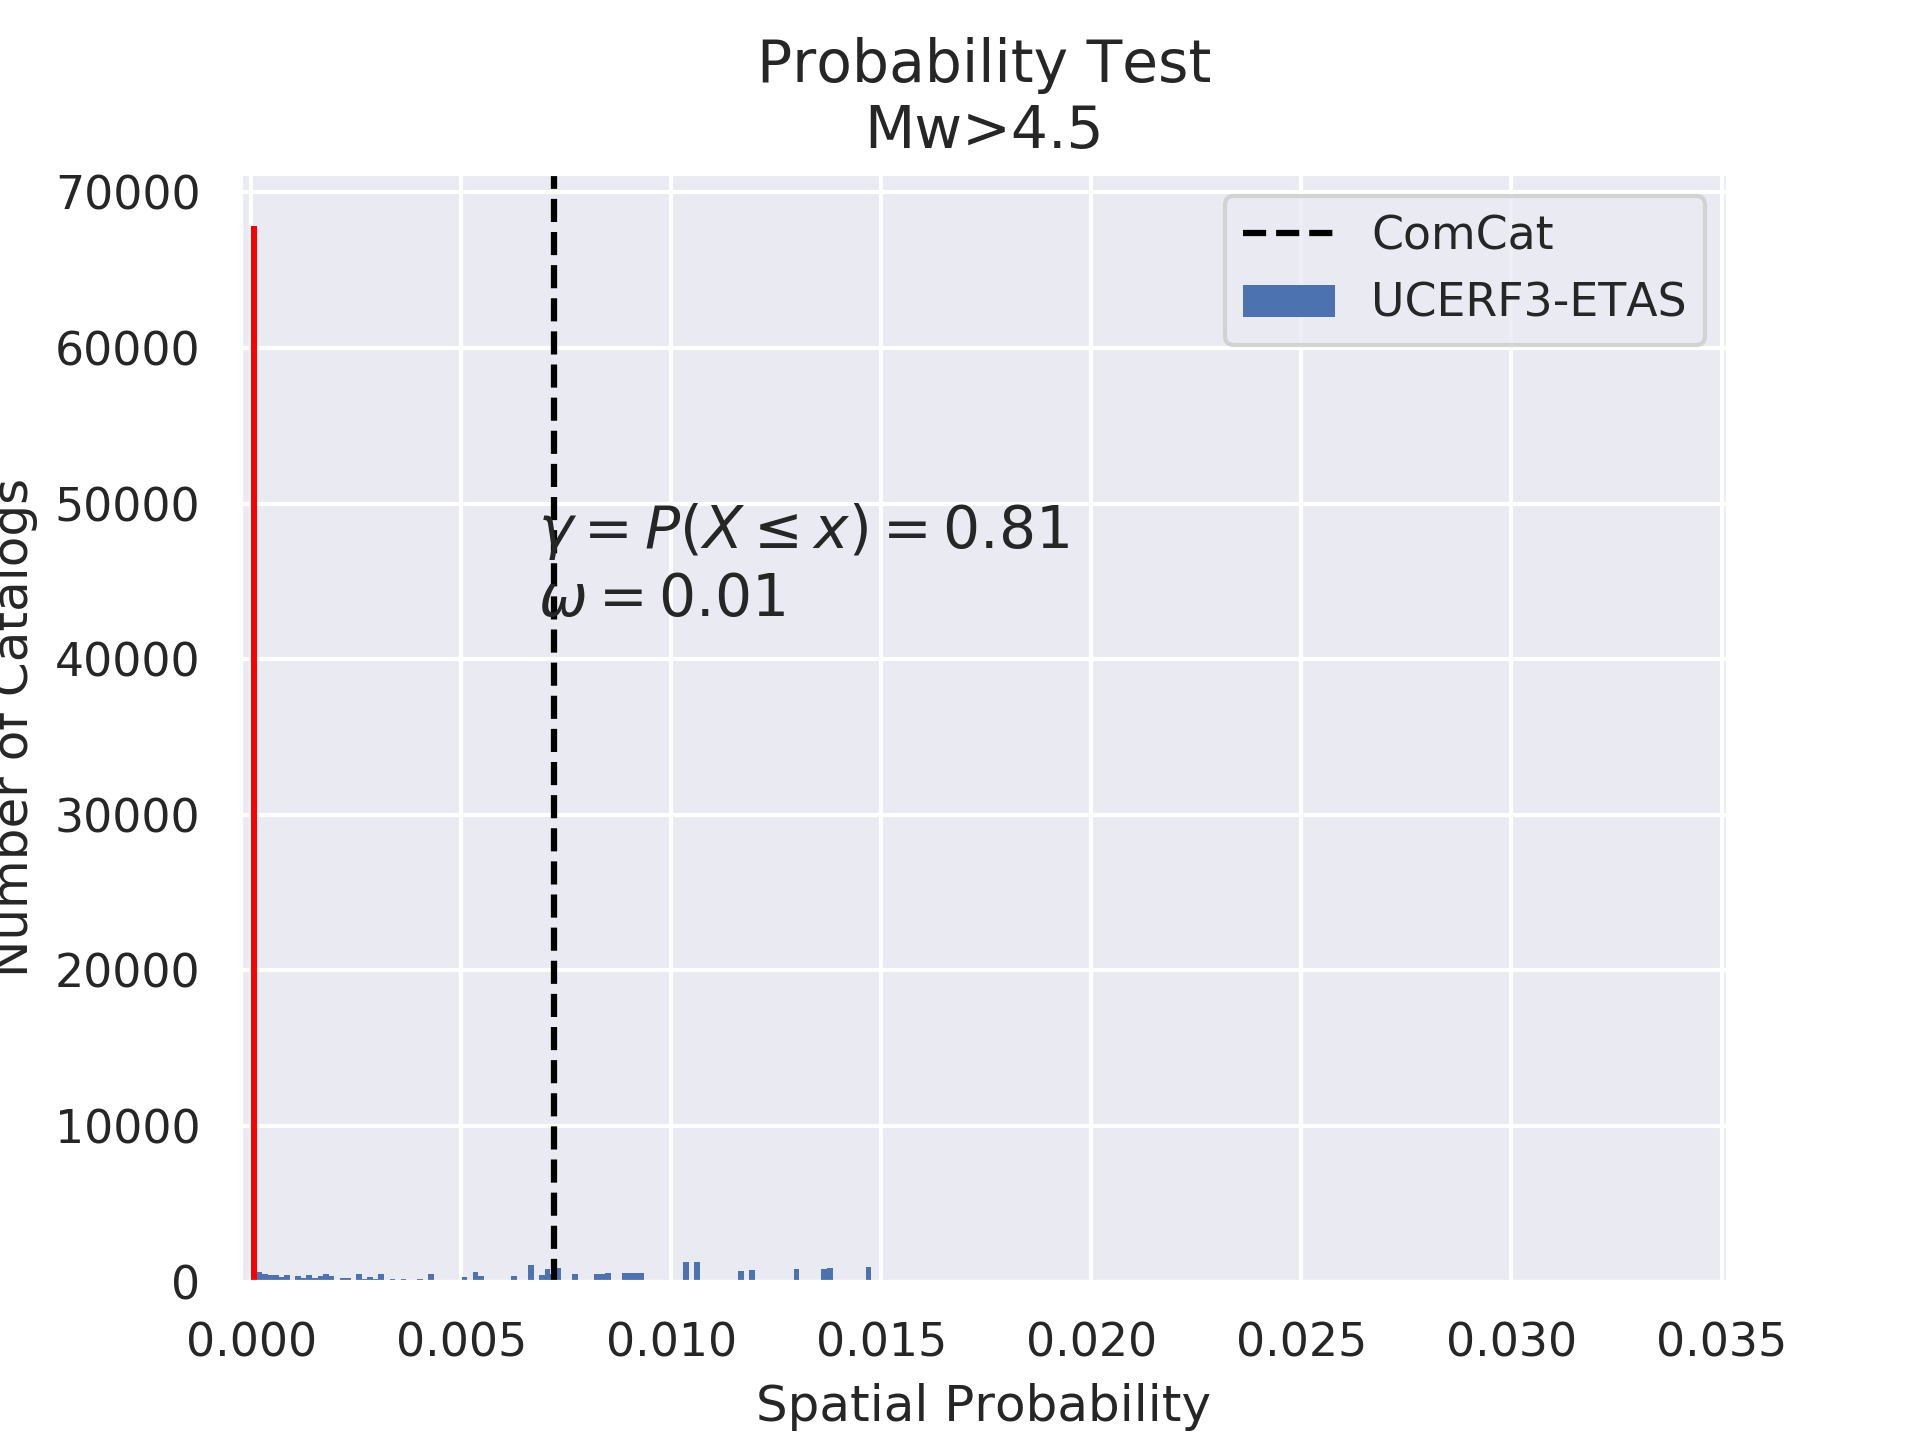 Probability Test
Mw>4.5
70000
60000
50000
40000
30000
20000
10000
0
Number of Catalogs
ComCat
UCERF3-ETAS
γ = P(X ≤ x) = 0.81
ω = 0.01
0.000 0.005 0.010 0.015 0.020 0.025 0.030 0.035
Spatial Probability